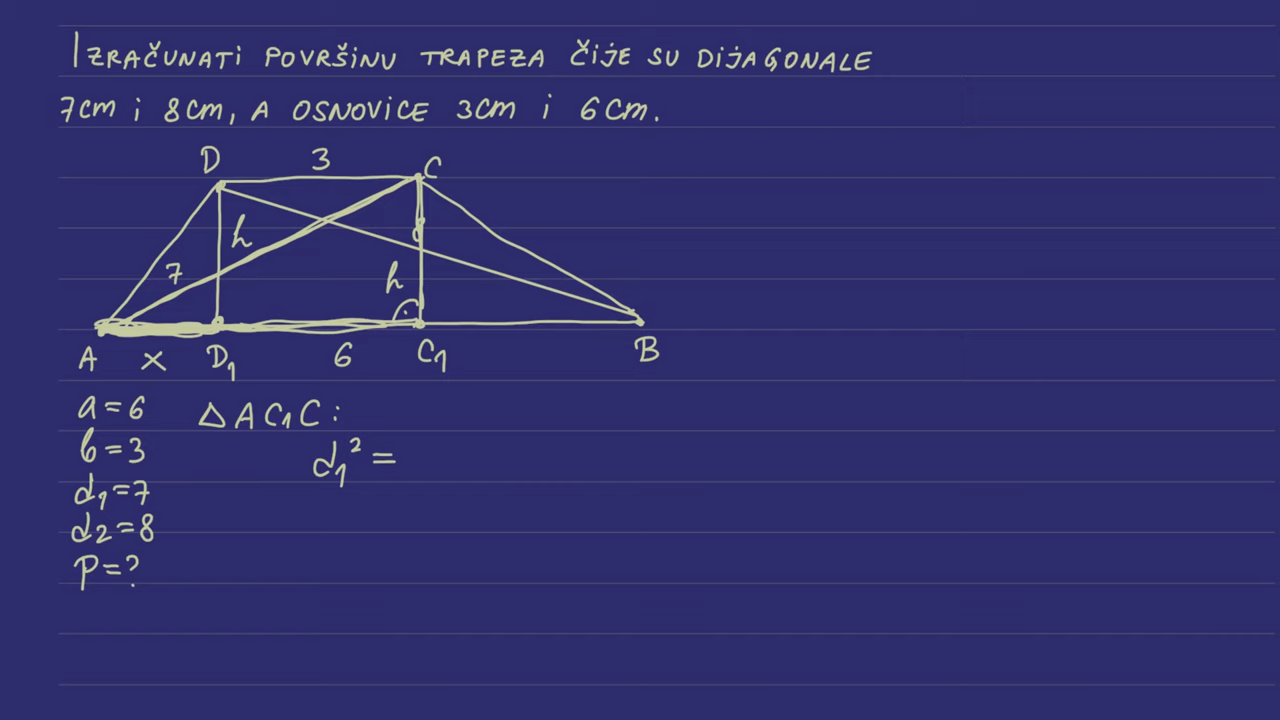 IZRAČUNATI POVRŠINU TRAPEZA ČIJE SU DIJAGONALE
7cm i 8cm, A OSNOVICE 3cm i 6cm.
D 3 C
h
7 h
A x D₁ 6 C₁ B
a=6 △AC₁C:
b=3 d₁²=
d₁=7
d₂=8
P=?